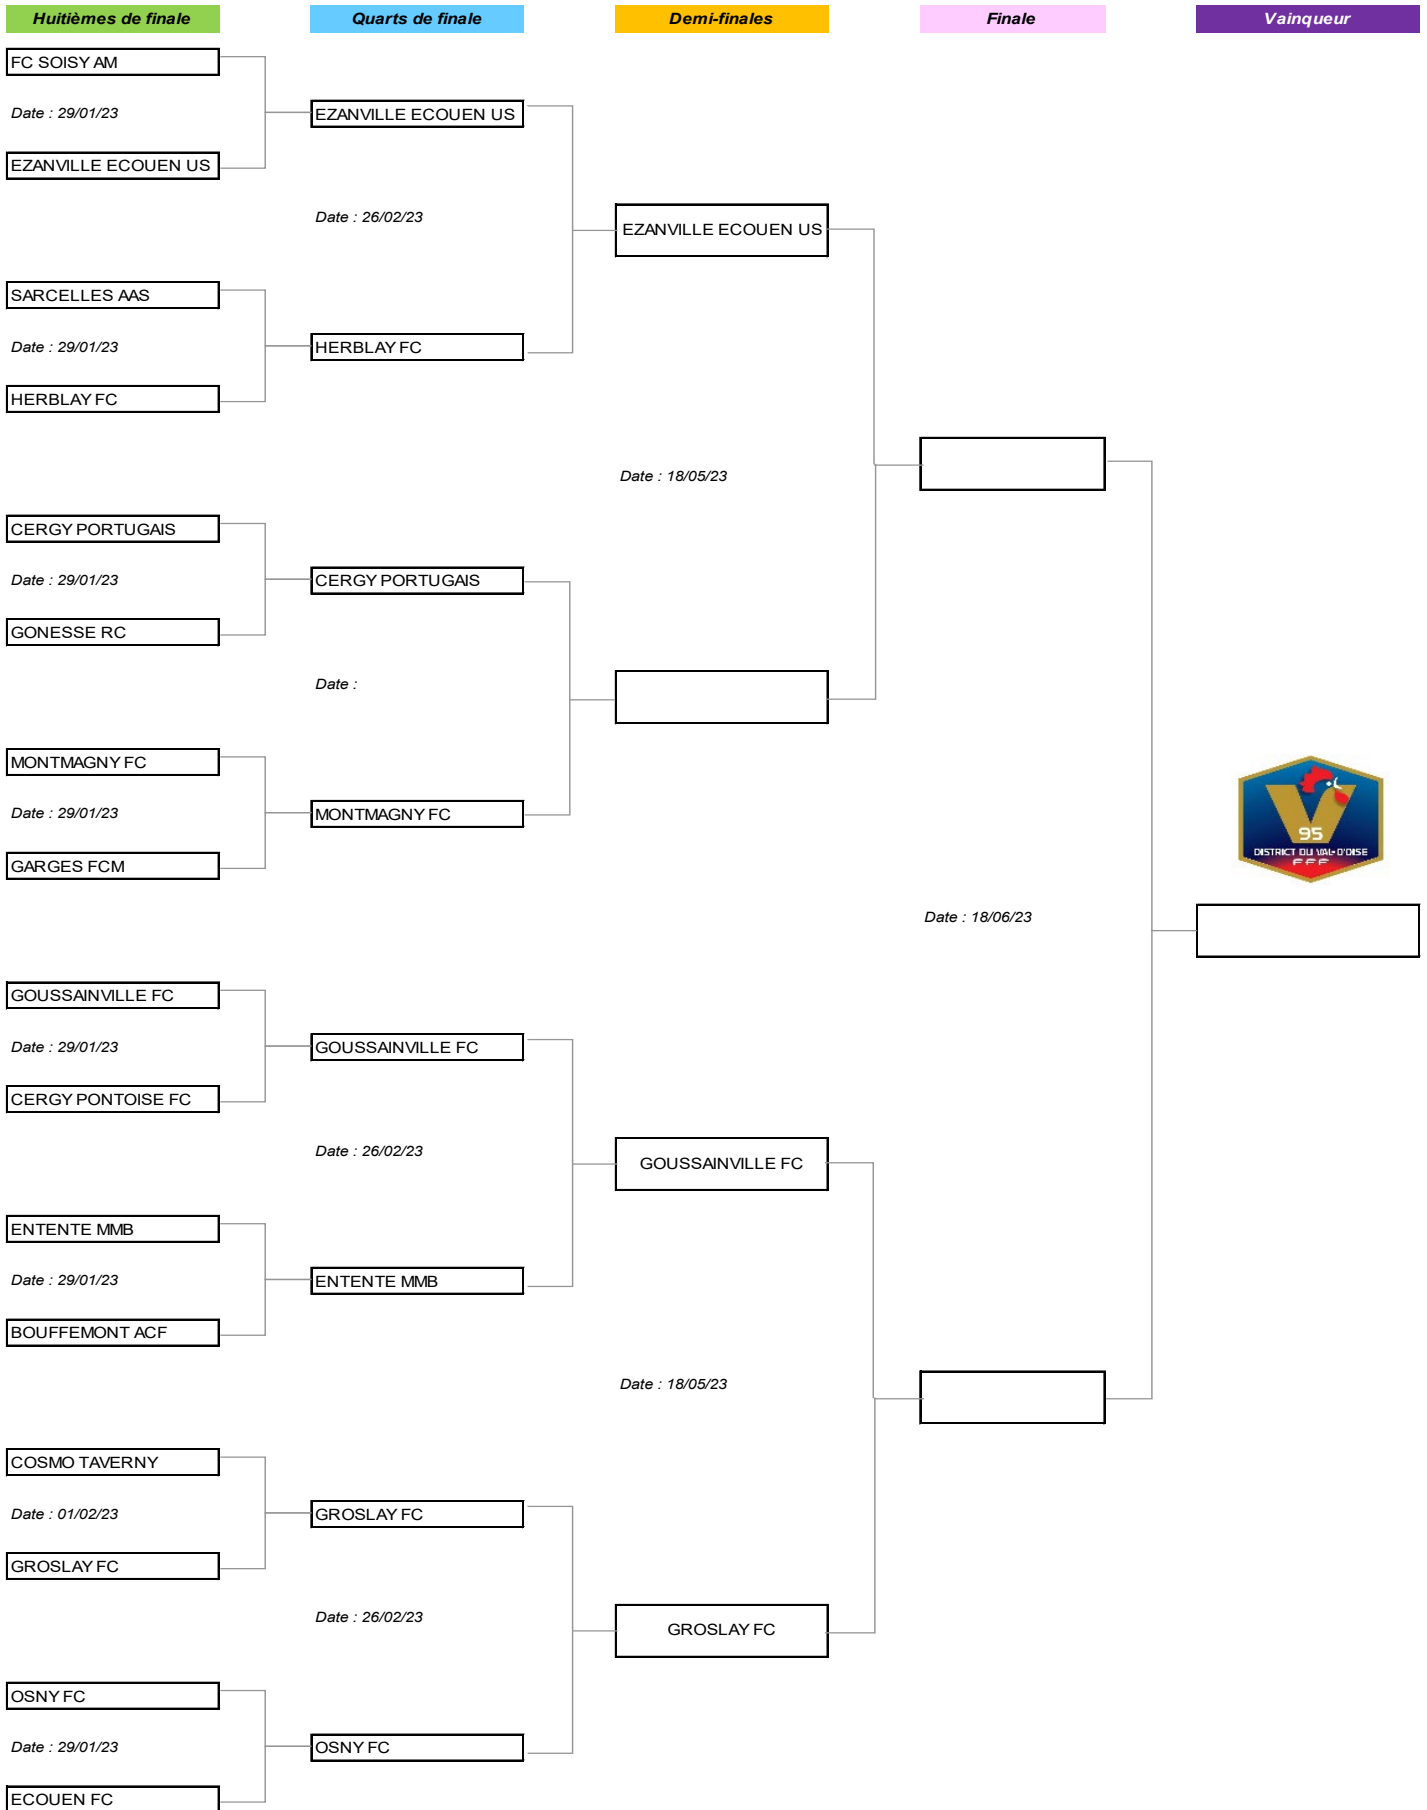 Huitièmes de finale
Quarts de finale
Demi-finales
Finale
Vainqueur
FC SOISY AM
Date : 29/01/23
EZANVILLE ECOUEN US
EZANVILLE ECOUEN US
Date : 26/02/23
EZANVILLE ECOUEN US
SARCELLES AAS
Date : 29/01/23
HERBLAY FC
HERBLAY FC
Date : 18/05/23
CERGY PORTUGAIS
Date : 29/01/23
CERGY PORTUGAIS
GONESSE RC
Date :
MONTMAGNY FC
Date : 29/01/23
MONTMAGNY FC
GARGES FCM
95
DISTRICT DU VAL-D'OISE
FFF
Date : 18/06/23
GOUSSAINVILLE FC
Date : 29/01/23
GOUSSAINVILLE FC
CERGY PONTOISE FC
Date : 26/02/23
GOUSSAINVILLE FC
ENTENTE MMB
Date : 29/01/23
ENTENTE MMB
BOUFFEMONT ACF
Date : 18/05/23
COSMO TAVERNY
Date : 01/02/23
GROSLAY FC
GROSLAY FC
Date : 26/02/23
GROSLAY FC
OSNY FC
Date : 29/01/23
OSNY FC
ECOUEN FC